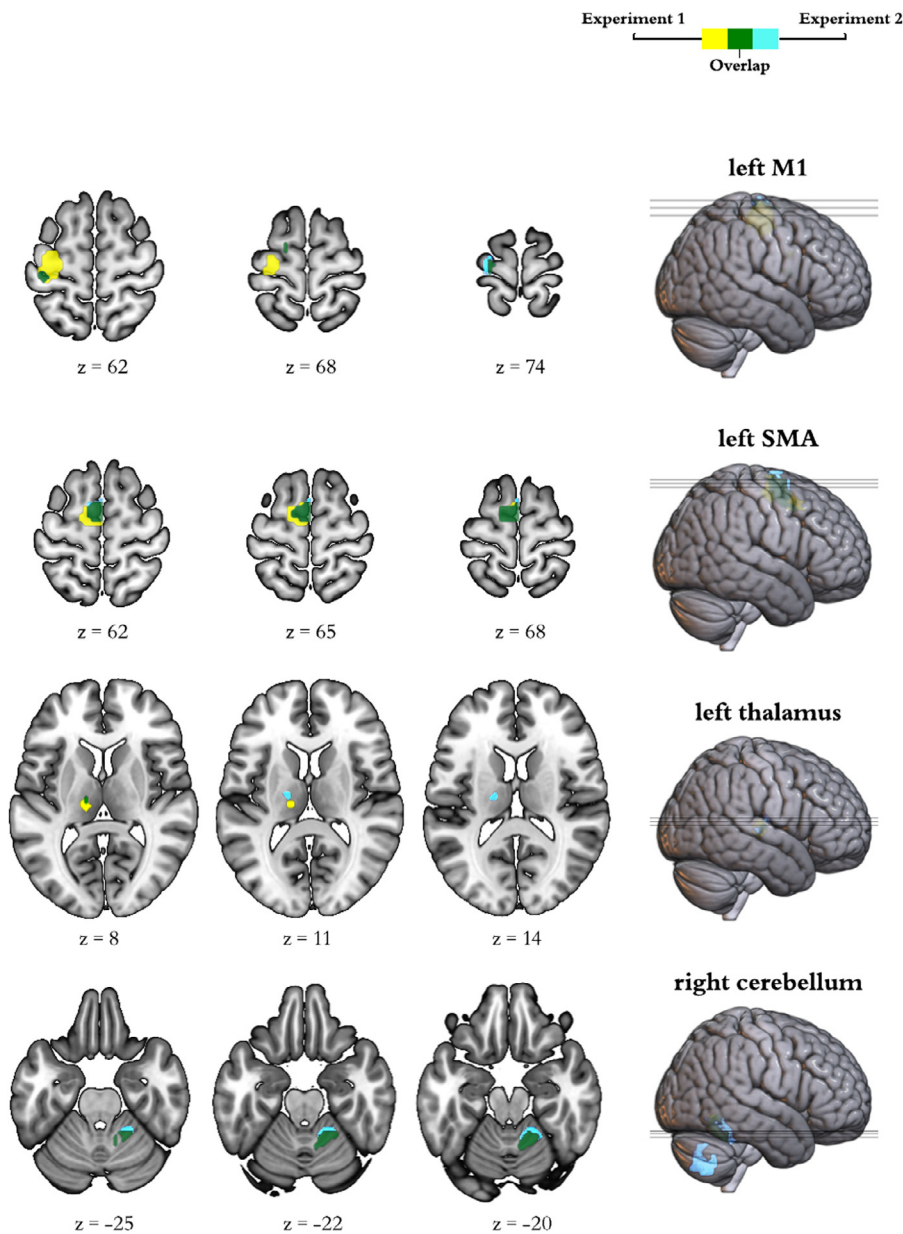 Experiment 1 Experiment 2
Overlap
left M1
z = 62 z = 68 z = 74
left SMA
z = 62 z = 65 z = 68
left thalamus
z = 8 z = 11 z = 14
right cerebellum
z = -25 z = -22 z = -20